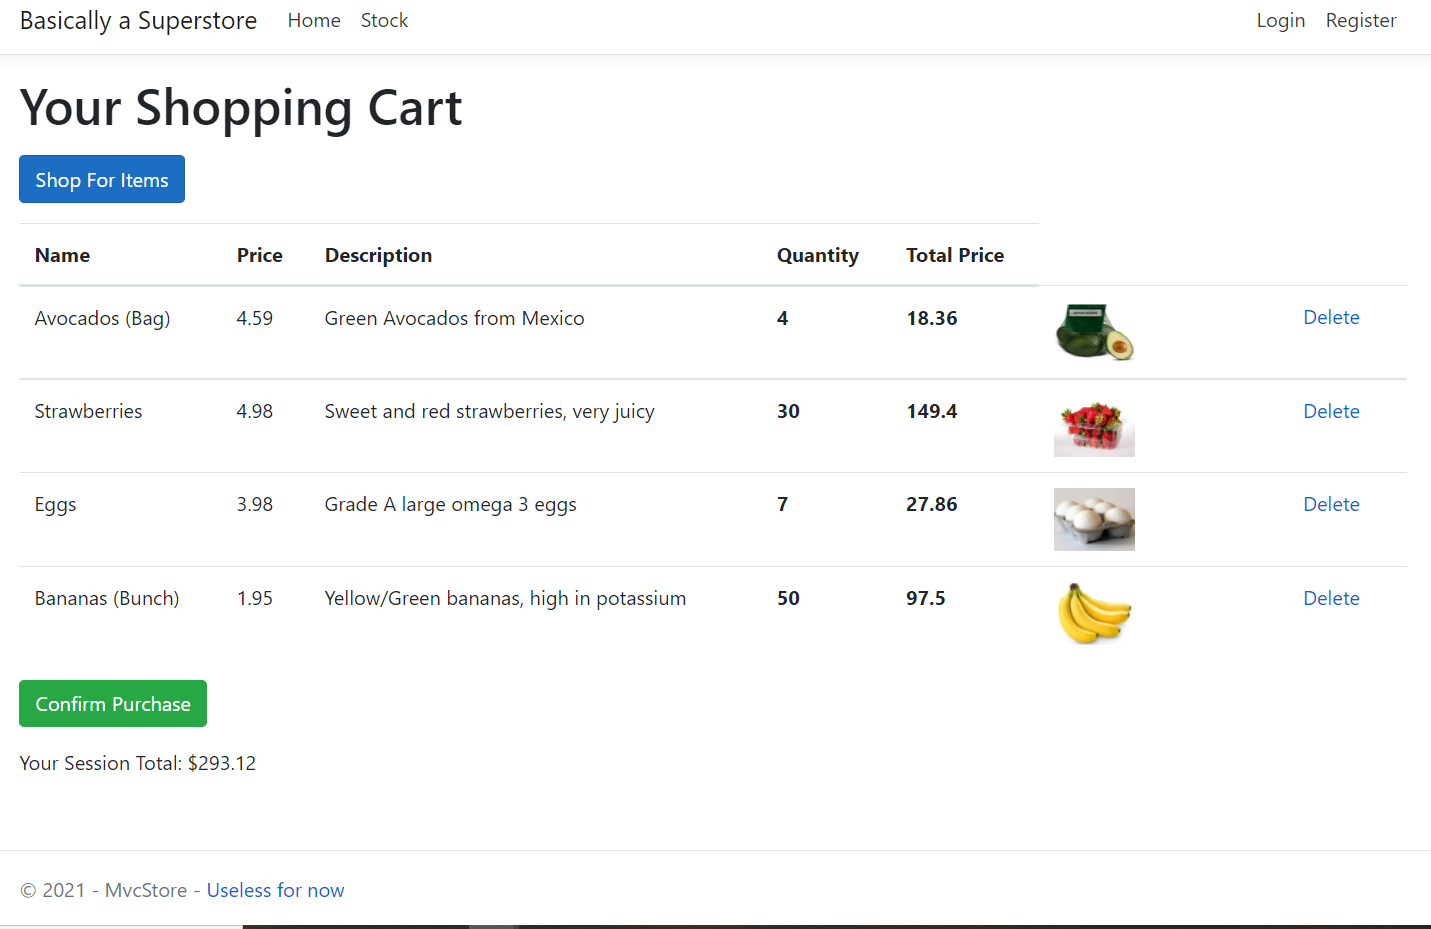 Basically a Superstore Home Stock Login Register
Your Shopping Cart
Shop For Items
Name Price Description Quantity Total Price
Avocados (Bag) 4.59 Green Avocados from Mexico 4 18.36 Delete
Strawberries 4.98 Sweet and red strawberries, very juicy 30 149.4 Delete
Eggs 3.98 Grade A large omega 3 eggs 7 27.86 Delete
Bananas (Bunch) 1.95 Yellow/Green bananas, high in potassium 50 97.5 Delete
Confirm Purchase
Your Session Total: $293.12
© 2021 - MvcStore - Useless for now